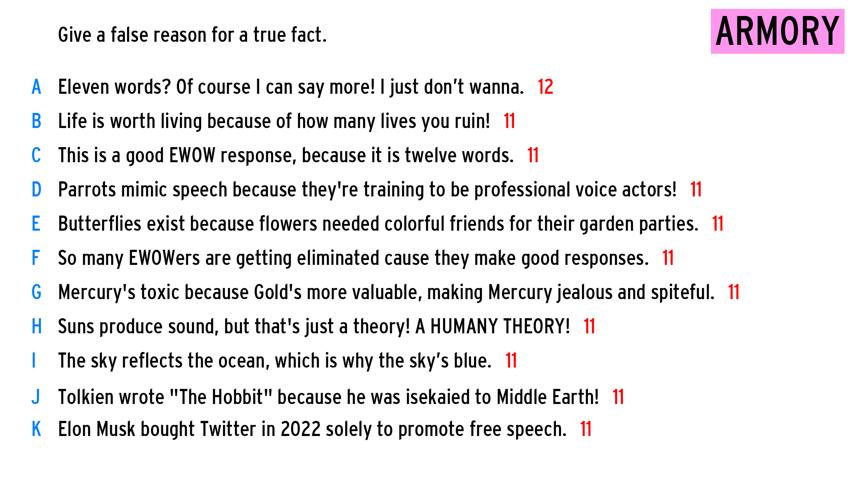 Give a false reason for a true fact.
ARMORY
A Eleven words? Of course I can say more! I just don’t wanna. 12
B Life is worth living because of how many lives you ruin! 11
C This is a good EWOW response, because it is twelve words. 11
D Parrots mimic speech because they're training to be professional voice actors! 11
E Butterflies exist because flowers needed colorful friends for their garden parties. 11
F So many EWOWers are getting eliminated cause they make good responses. 11
G Mercury's toxic because Gold's more valuable, making Mercury jealous and spiteful. 11
H Suns produce sound, but that's just a theory! A HUMANY THEORY! 11
I The sky reflects the ocean, which is why the sky’s blue. 11
J Tolkien wrote "The Hobbit" because he was isekaied to Middle Earth! 11
K Elon Musk bought Twitter in 2022 solely to promote free speech. 11